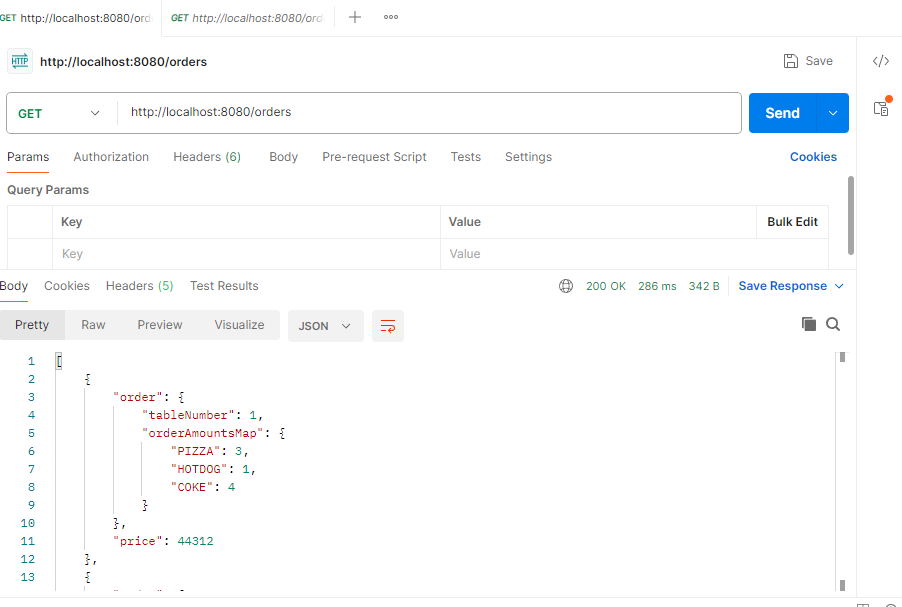 GET http://localhost:8080/ord GET http://localhost:8080/ord
HTTP http://localhost:8080/orders Save
GET http://localhost:8080/orders Send
Params Authorization Headers (6) Body Pre-request Script Tests Settings Cookies
Query Params
Key Value Bulk Edit
Key Value
Body Cookies Headers (5) Test Results 200 OK 286 ms 342 B Save Response
Pretty Raw Preview Visualize JSON
1 [
2 {
3 "order": {
4 "tableNumber": 1,
5 "orderAmountsMap": {
6 "PIZZA": 3,
7 "HOTDOG": 1,
8 "COKE": 4
9 }
10 },
11 "price": 44312
12 },
13 {